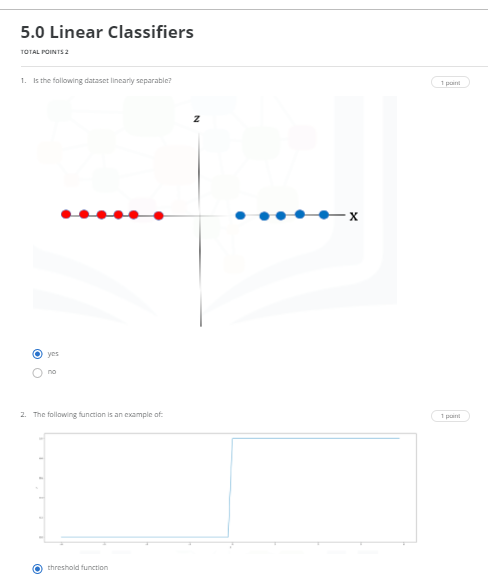 5.0 Linear Classifiers
TOTAL POINTS 2
1. Is the following dataset linearly separable?
1 point
z
X
yes
no
2. The following function is an example of:
1 point
threshold function